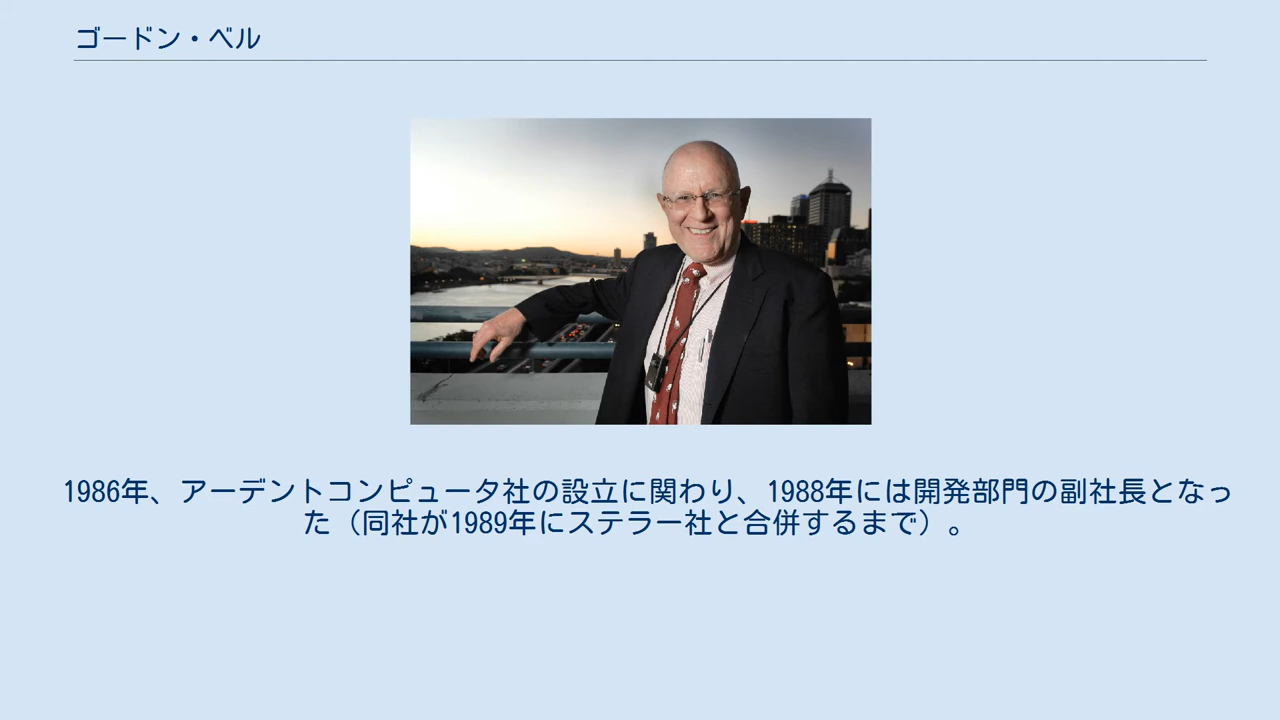 ゴードン・ベル
1986年、アーデントコンピュータ社の設立に関わり、1988年には開発部門の副社長となっ
た（同社が1989年にステラー社と合併するまで）。